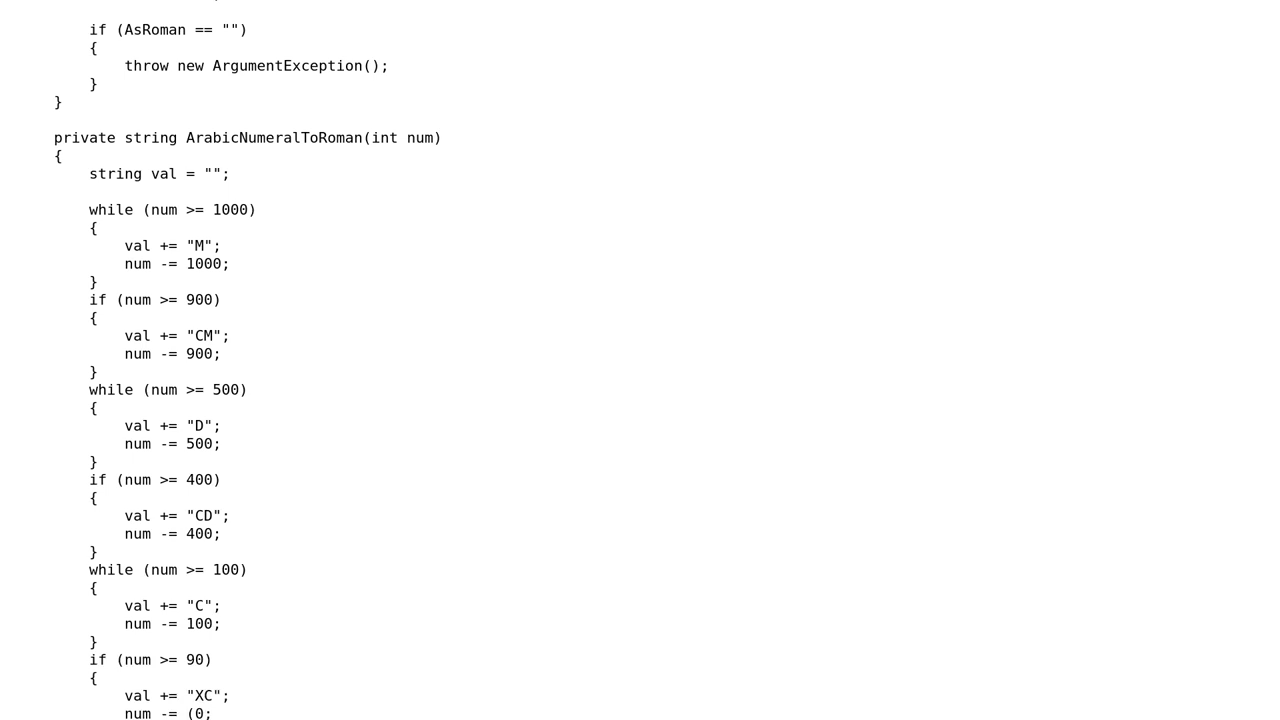 if (AsRoman == "")
{
throw new ArgumentException();
}
}
private string ArabicNumeralToRoman(int num)
{
string val = "";
while (num >= 1000)
{
val += "M";
num -= 1000;
}
if (num >= 900)
{
val += "CM";
num -= 900;
}
while (num >= 500)
{
val += "D";
num -= 500;
}
if (num >= 400)
{
val += "CD";
num -= 400;
}
while (num >= 100)
{
val += "C";
num -= 100;
}
if (num >= 90)
{
val += "XC";
num -= (0;